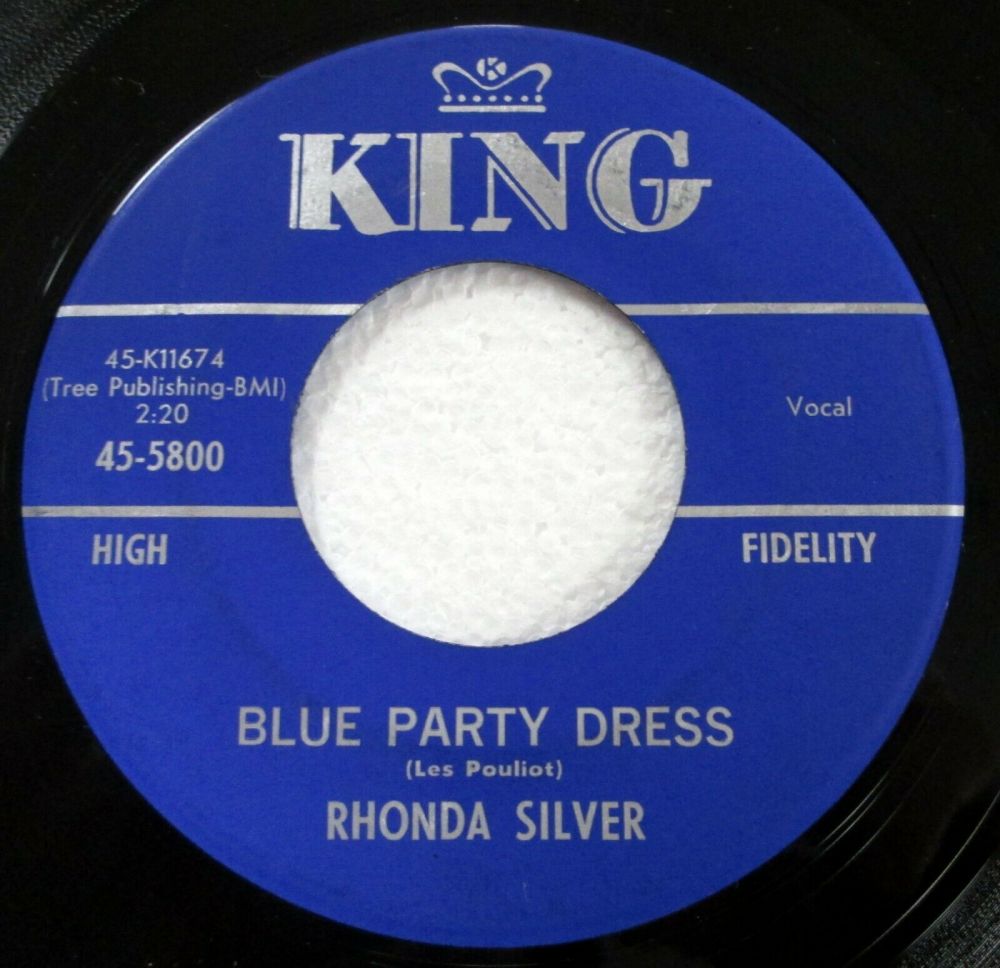 K
KING
45-K11674
(Tree Publishing-BMI)
2:20
45-5800
Vocal
HIGH
FIDELITY
BLUE PARTY DRESS
(Les Pouliot)
RHONDA SILVER